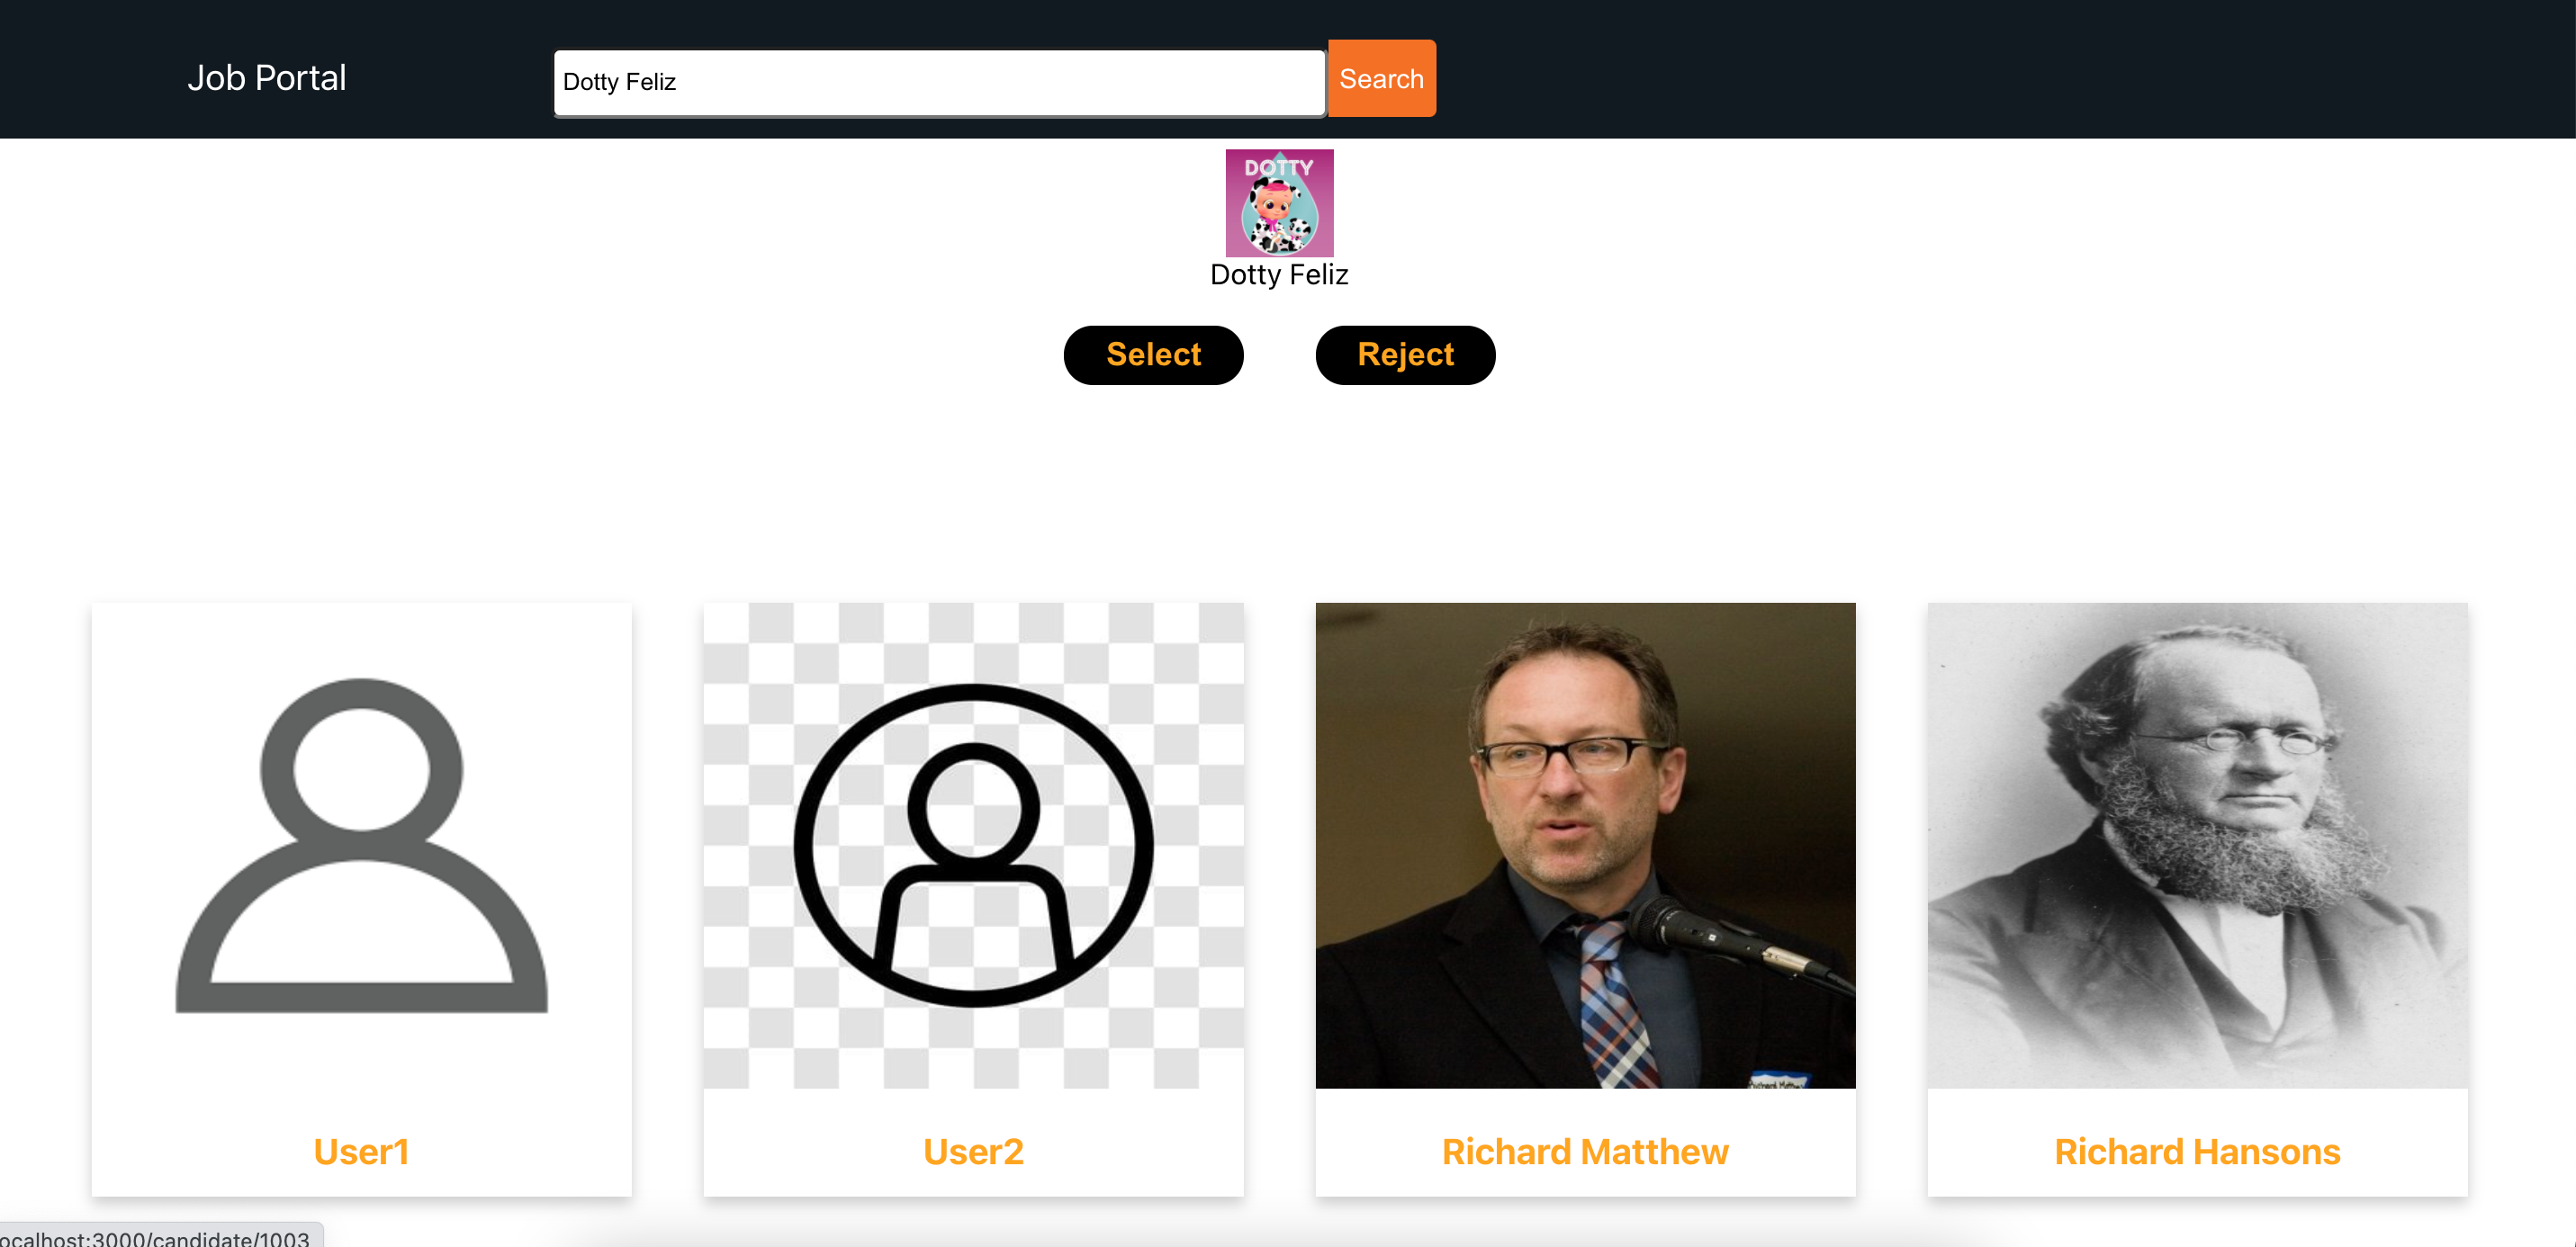 Job Portal
Dotty Feliz
Search
DOTTY
Dotty Feliz
Select
Reject
User1
User2
Richard Matthew
Richard Hansons
ocalhost:3000/candidate/1003